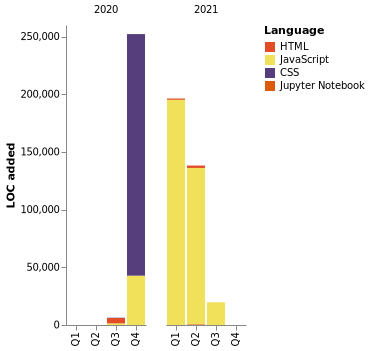 2020
2021
Language
HTML
JavaScript
CSS
Jupyter Notebook
LOC added
250,000
200,000
150,000
100,000
50,000
0
Q1
Q2
Q3
Q4
Q1
Q2
Q3
Q4